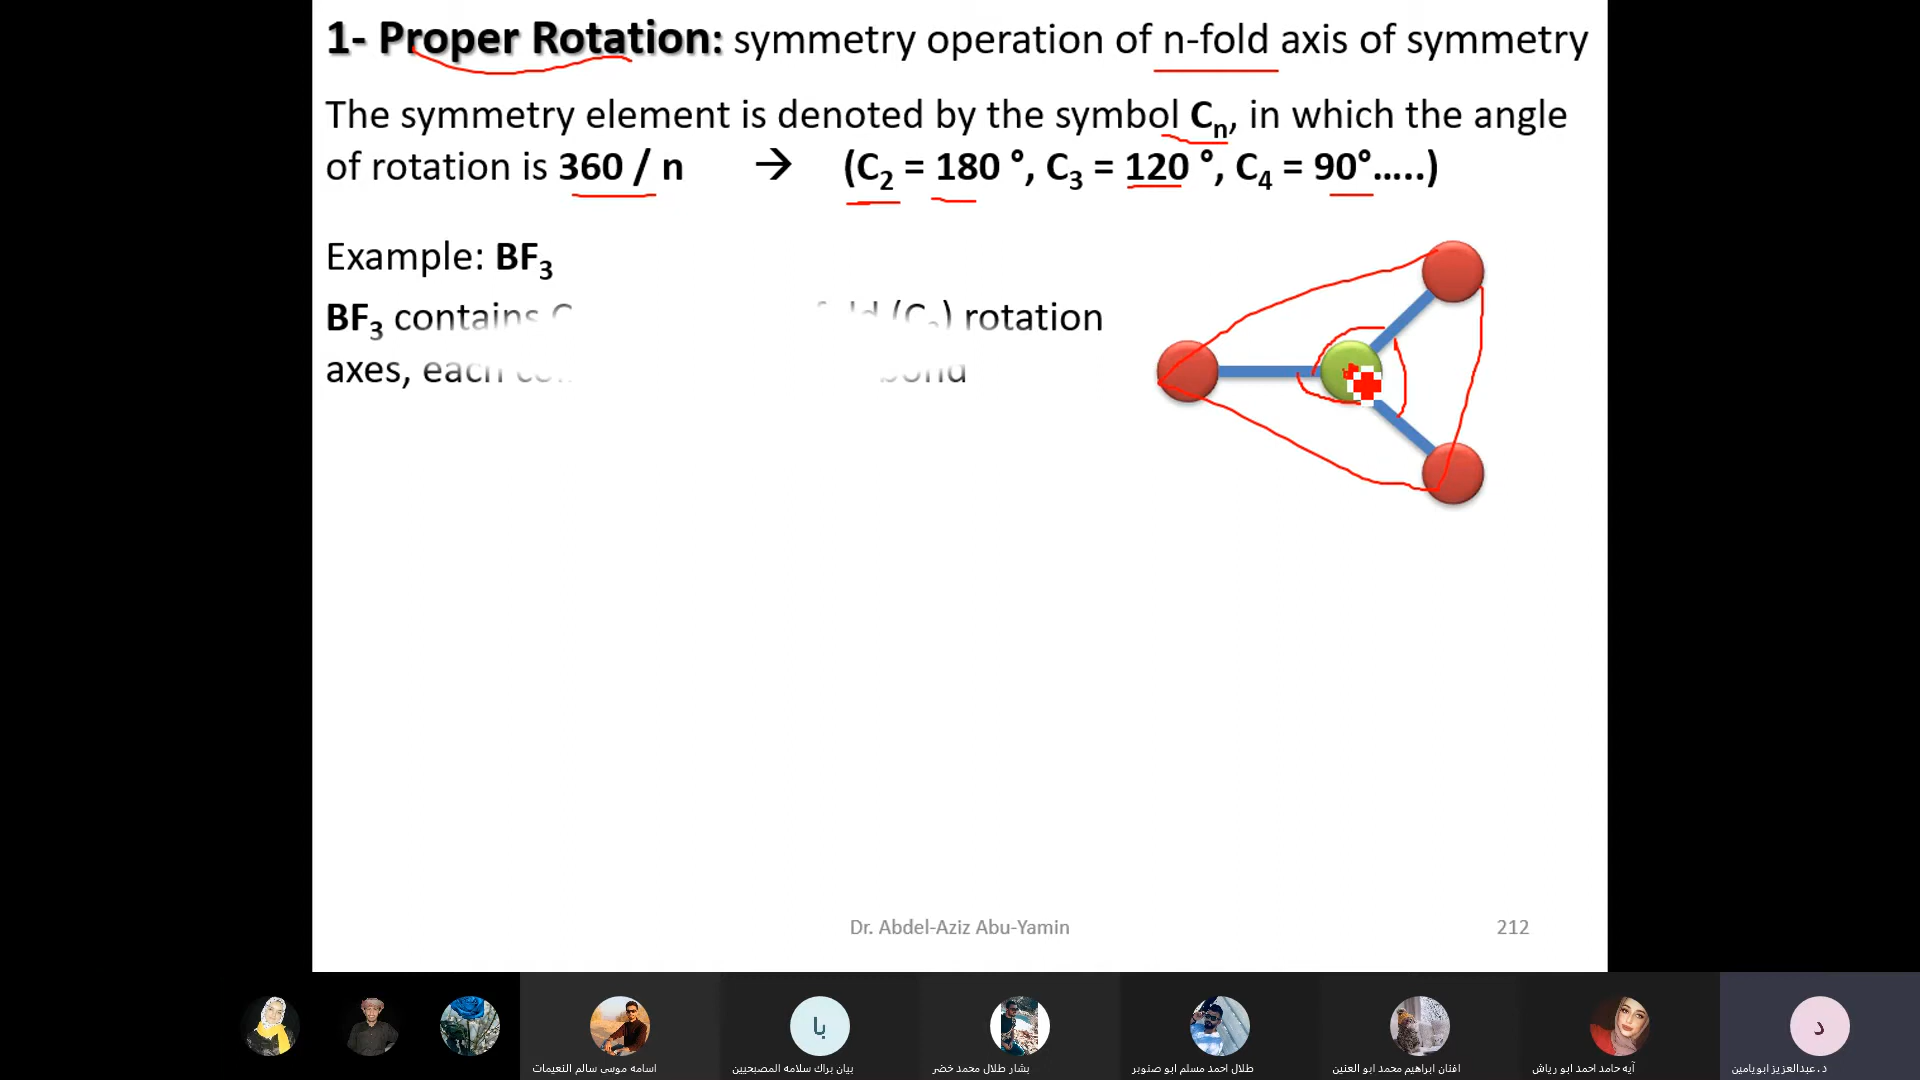 1- Proper Rotation: symmetry operation of n-fold axis of symmetry
The symmetry element is denoted by the symbol Cn, in which the angle
of rotation is 360 / n → (C2 = 180 °, C3 = 120 °, C4 = 90°.....)
Example: BF3
BF3 contains rotation
axes, each bond
Dr. Abdel-Aziz Abu-Yamin
212
با
د
اسامه موسى سالم النعيمات
بيان براك سلامه المصبحيين
بشار طلال محمد خضر
طلال احمد مسلم ابو صنوبر
افنان ابراهيم محمد ابو العنين
آيه حامد احمد ابو رياش
د.عبدالعزيز ابويامين